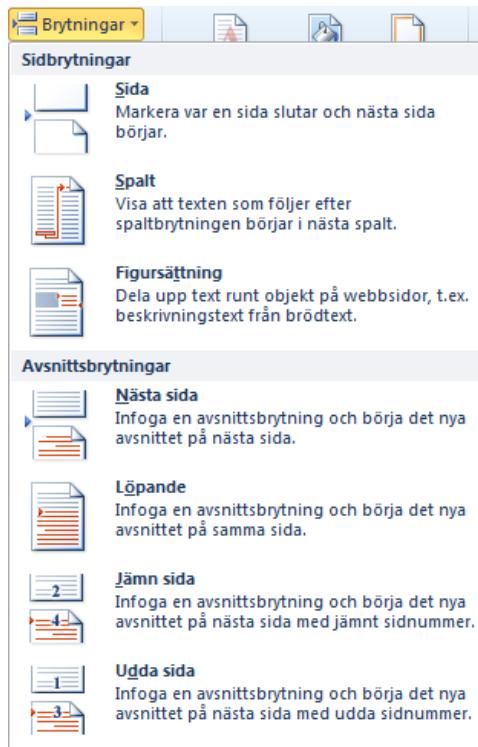 Brytningar
Sidbrytningar
Sida
Markera var en sida slutar och nästa sida
börjar.
Spalt
Visa att texten som följer efter
spaltbrytningen börjar i nästa spalt.
Figursättning
Dela upp text runt objekt på webbsidor, t.ex.
beskrivningstext från brödtext.
Avsnittsbrytningar
Nästa sida
Infoga en avsnittsbrytning och börja det nya
avsnittet på nästa sida.
Löpande
Infoga en avsnittsbrytning och börja det nya
avsnittet på samma sida.
2
4
Jämn sida
Infoga en avsnittsbrytning och börja det nya
avsnittet på nästa sida med jämnt sidnummer.
1
3
Udda sida
Infoga en avsnittsbrytning och börja det nya
avsnittet på nästa sida med udda sidnummer.